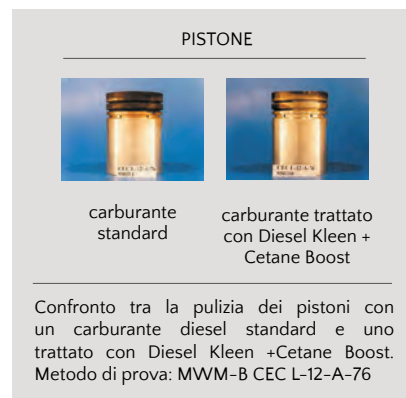 PISTONE
carburante
standard
carburante trattato
con Diesel Kleen +
Cetane Boost
Confronto tra la pulizia dei pistoni con
un carburante diesel standard e uno
trattato con Diesel Kleen +Cetane Boost.
Metodo di prova: MWM-B CEC L-12-A-76